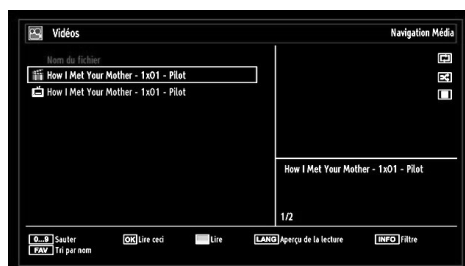 Vidéos Navigation Média
Nom du fichier
How I Met Your Mother - 1x01 - Pilot
How I Met Your Mother - 1x01 - Pilot
How I Met Your Mother - 1x01 - Pilot
1/2
0...9 Sauter OK Lire ceci Lire LANG Aperçu de la lecture INFO Filtre
FAV Tri par nom